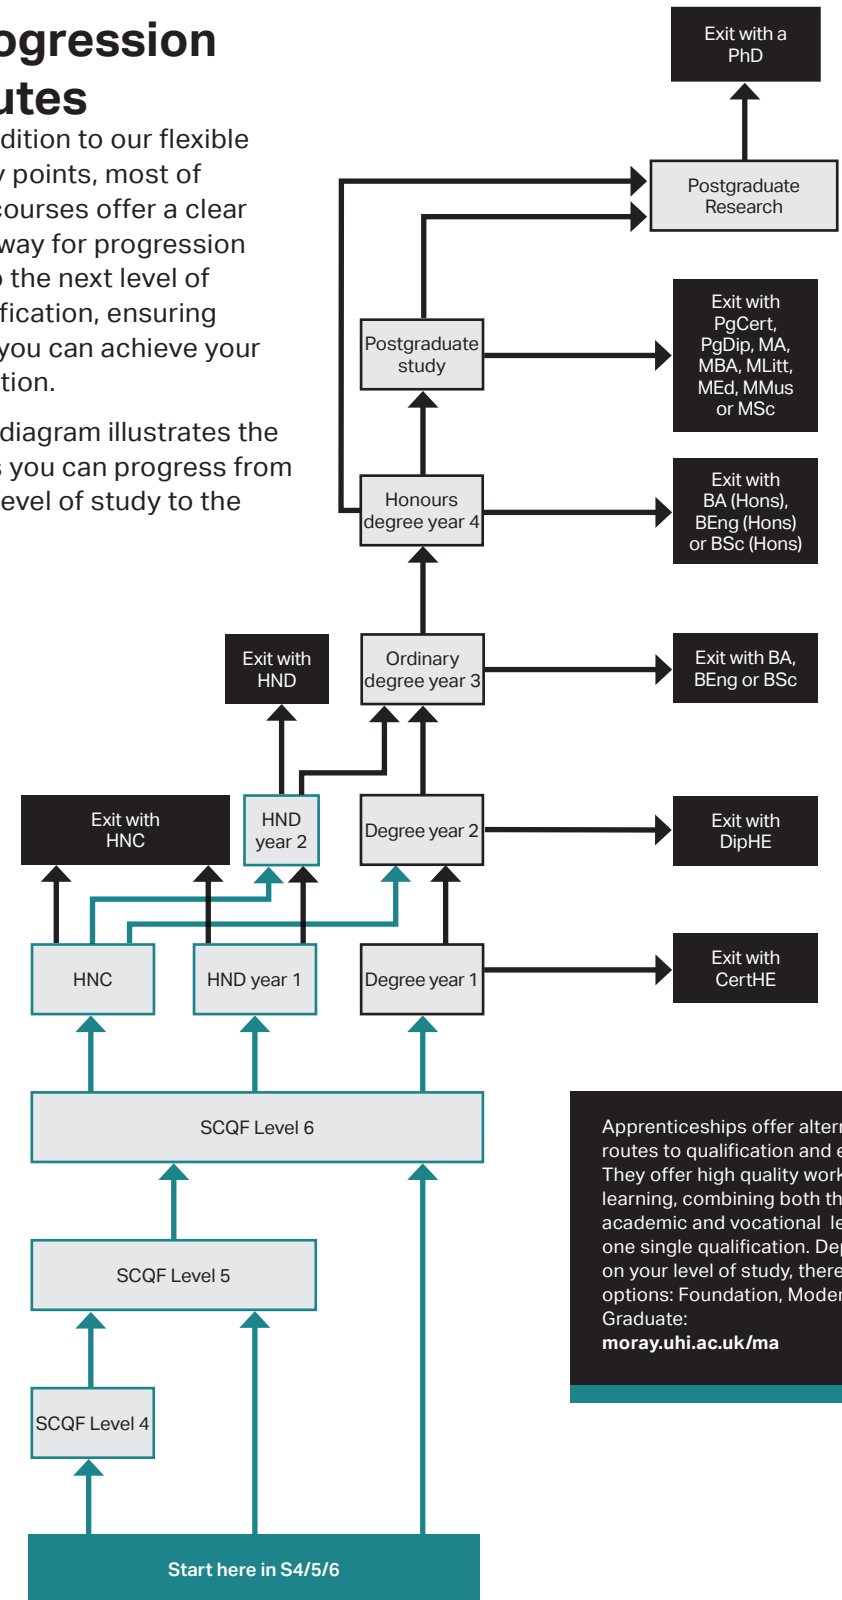 ogression
utes
dition to our flexible
y points, most of
courses offer a clear
way for progression
o the next level of
ification, ensuring
you can achieve your
tion.
diagram illustrates the
s you can progress from
level of study to the
Exit with a
PhD
Postgraduate
Research
Postgraduate
study
Exit with
PgCert,
PgDip, MA,
MBA, MLitt,
MEd, MMus
or MSc
Honours
degree year 4
Exit with
BA (Hons),
BEng (Hons)
or BSc (Hons)
Exit with
HND
Ordinary
degree year 3
Exit with BA,
BEng or BSc
Exit with
HNC
HND
year 2
Degree year 2
Exit with
DipHE
HNC
HND year 1
Degree year 1
Exit with
CertHE
SCQF Level 6
SCQF Level 5
SCQF Level 4
Start here in S4/5/6
Apprenticeships offer altern
routes to qualification and e
They offer high quality work
learning, combining both th
academic and vocational le
one single qualification. Dep
on your level of study, there
options: Foundation, Moder
Graduate:
moray.uhi.ac.uk/ma